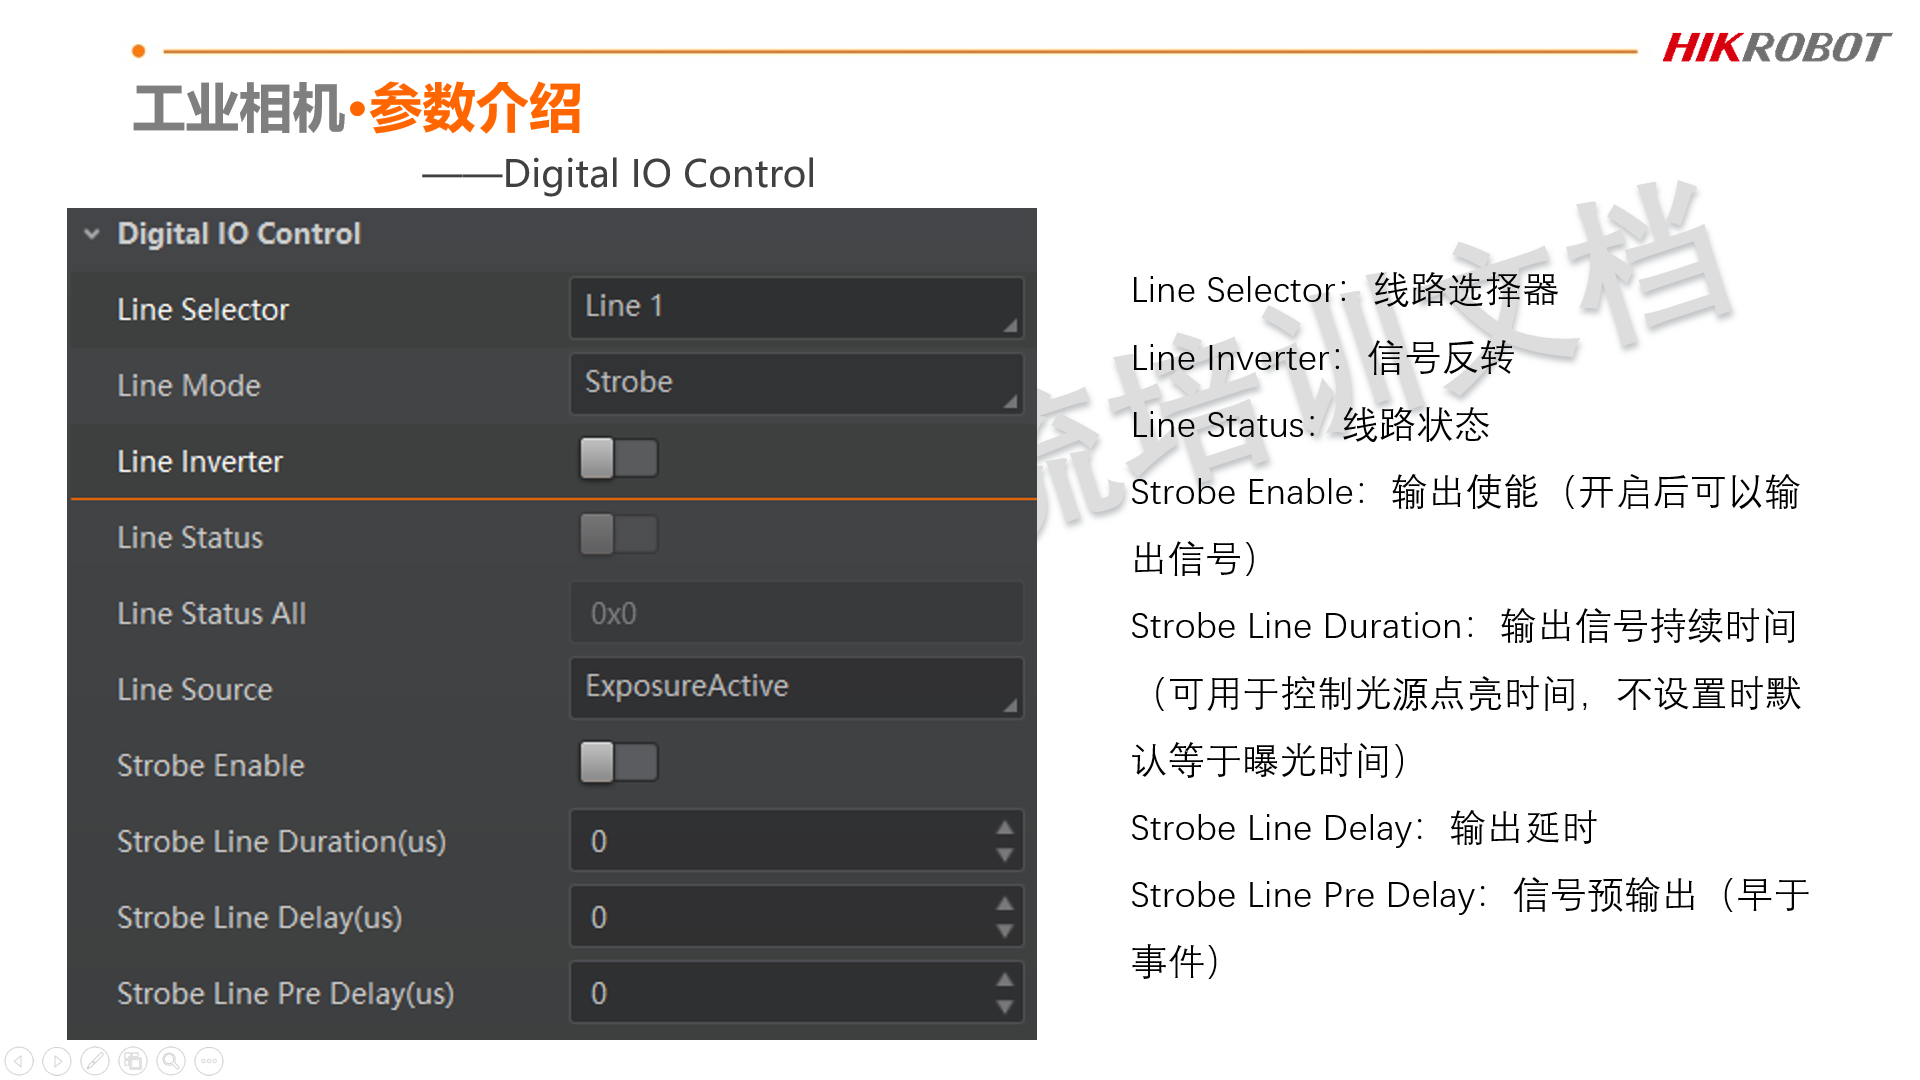 HIKROBOT
工业相机•参数介绍
——Digital IO Control
Digital IO Control
Line Selector
Line 1
Line Mode
Strobe
Line Inverter
Line Status
Line Status All
0x0
Line Source
ExposureActive
Strobe Enable
Strobe Line Duration(us)
0
Strobe Line Delay(us)
0
Strobe Line Pre Delay(us)
0
Line Selector：线路选择器
Line Inverter：信号反转
Line Status：线路状态
Strobe Enable：输出使能（开启后可以输
出信号）
Strobe Line Duration：输出信号持续时间
（可用于控制光源点亮时间，不设置时默
认等于曝光时间）
Strobe Line Delay：输出延时
Strobe Line Pre Delay：信号预输出（早于
事件）
流培训文档